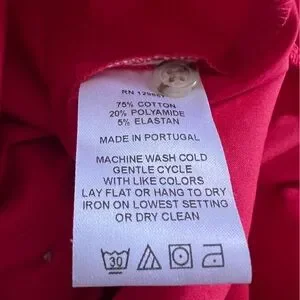 RN
75% COTTON
20% POLYAMIDE
5% ELASTAN
MADE IN PORTUGAL
MACHINE WASH COLD
GENTLE CYCLE
WITH LIKE COLORS
LAY FLAT OR HANG TO DRY
IRON ON LOWEST SETTING
OR DRY CLEAN
30